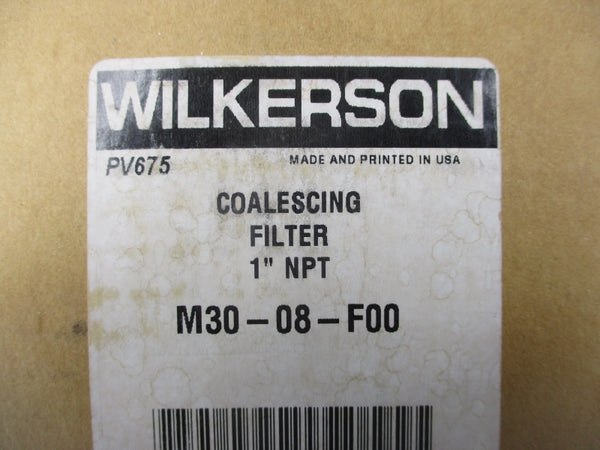 WILKERSON
PV675 MADE AND PRINTED IN USA
COALESCING
FILTER
1" NPT
M30-08-F00